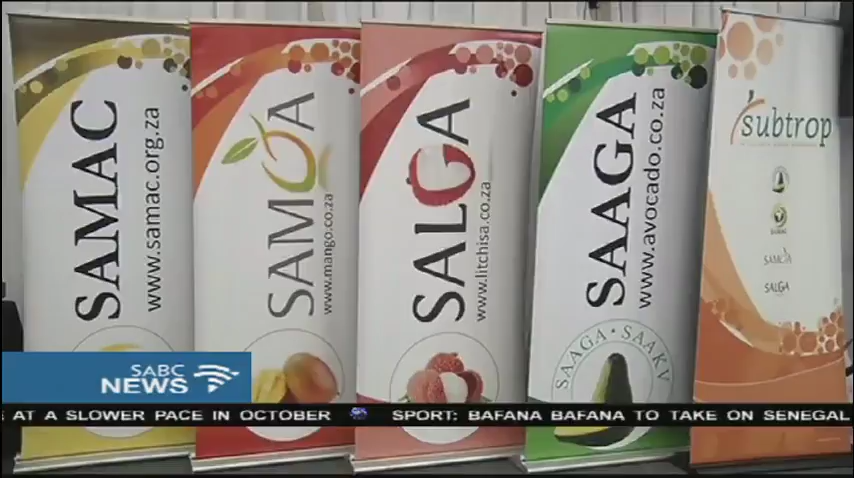 SAMAC
www.samac.org.za
SAMGA
www.mango.co.za
SALGA
www.litchisa.co.za
SAAGA
www.avocado.co.za
SAAGA · SAAKV
subtrop
SAMGA
SALGA
SABC
NEWS
AT A SLOWER PACE IN OCTOBER SPORT: BAFANA BAFANA TO TAKE ON SENEGAL